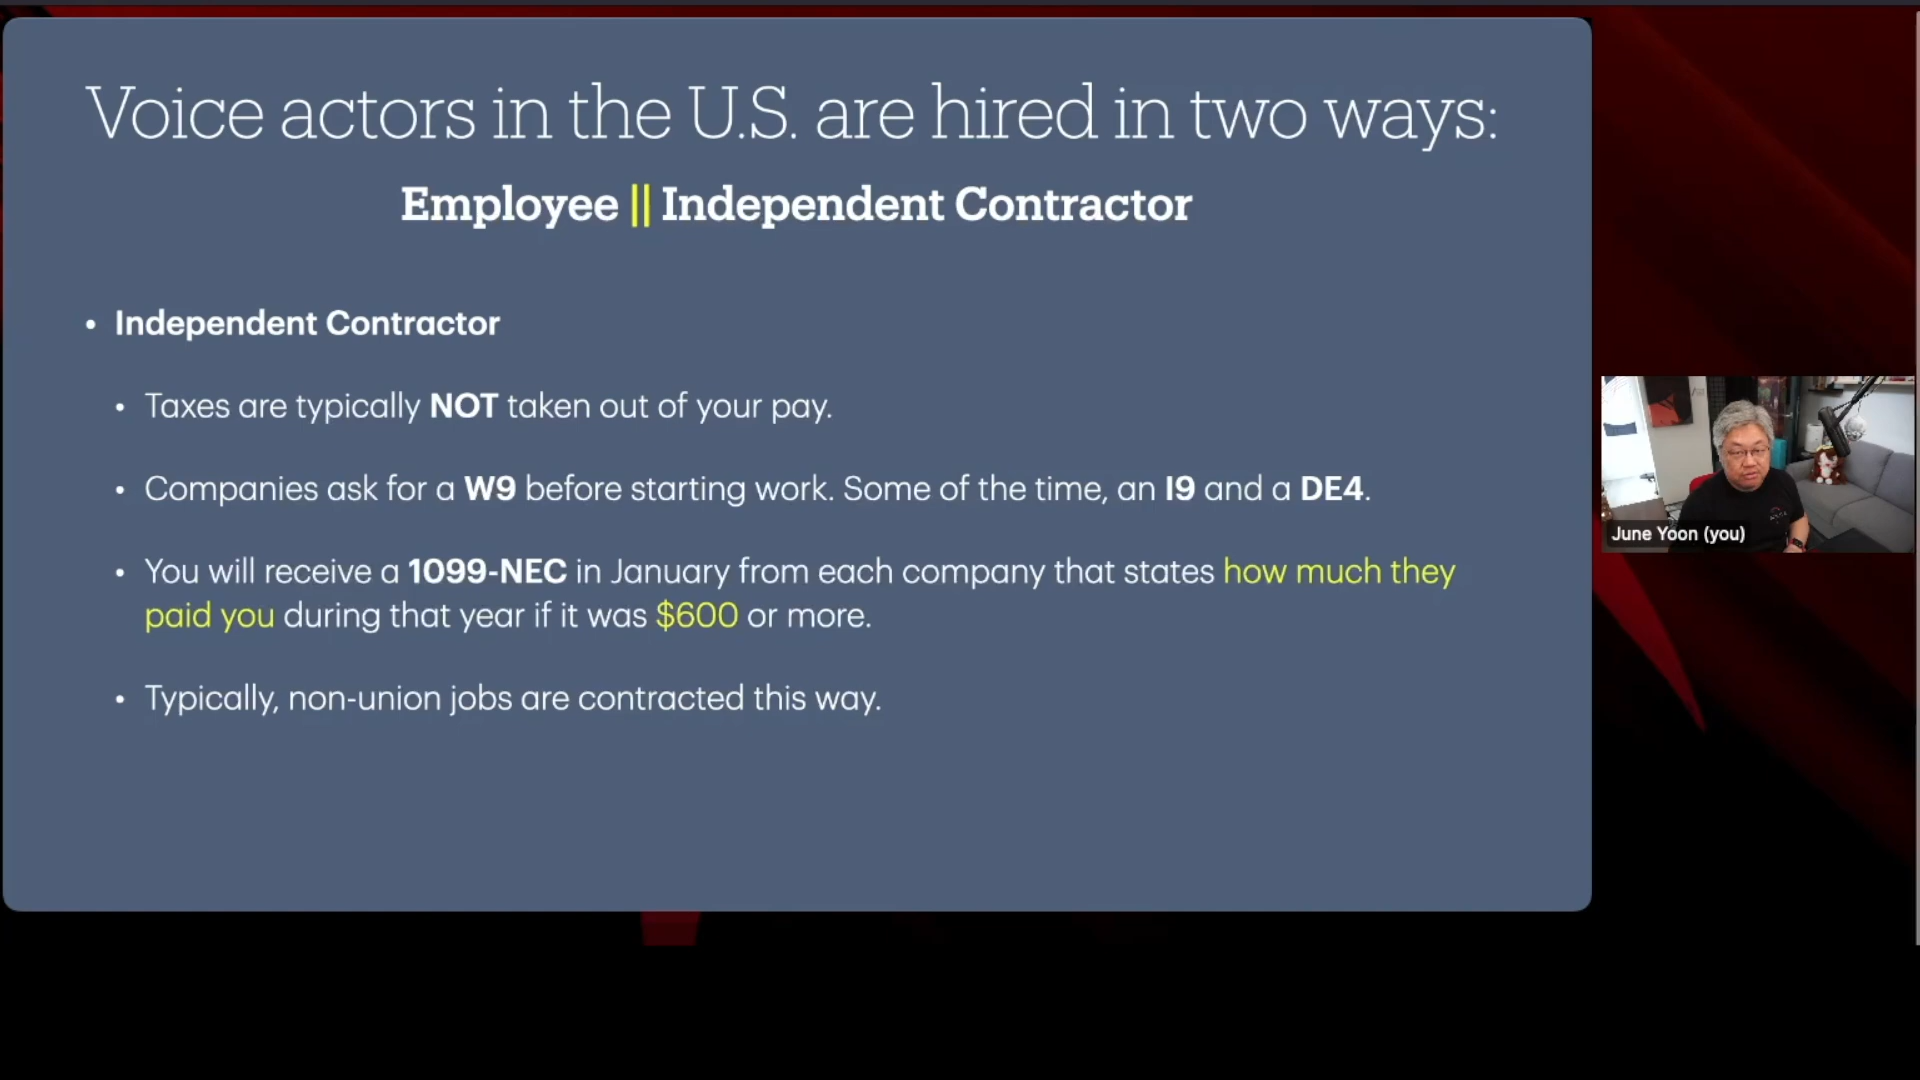 Voice actors in the U.S. are hired in two ways:
Employee || Independent Contractor
• Independent Contractor
• Taxes are typically NOT taken out of your pay.
• Companies ask for a W9 before starting work. Some of the time, an I9 and a DE4.
• You will receive a 1099-NEC in January from each company that states how much they
paid you during that year if it was $600 or more.
• Typically, non-union jobs are contracted this way.
June Yoon (you)